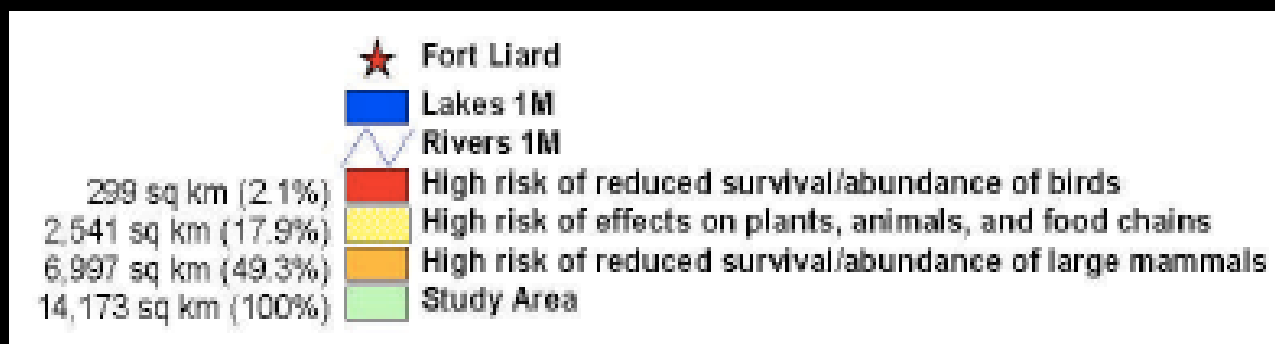 Fort Liard
Lakes 1M
Rivers 1M
299 sq km (2.1%) High risk of reduced survival/abundance of birds
2,541 sq km (17.9%) High risk of effects on plants, animals, and food chains
6,997 sq km (49.3%) High risk of reduced survival/abundance of large mammals
14,173 sq km (100%) Study Area